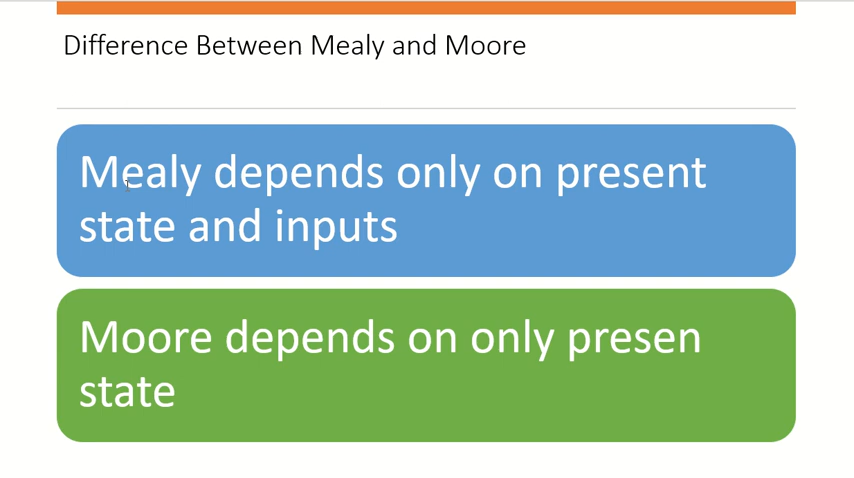 Difference Between Mealy and Moore
Mealy depends only on present
state and inputs
Moore depends on only presen
state